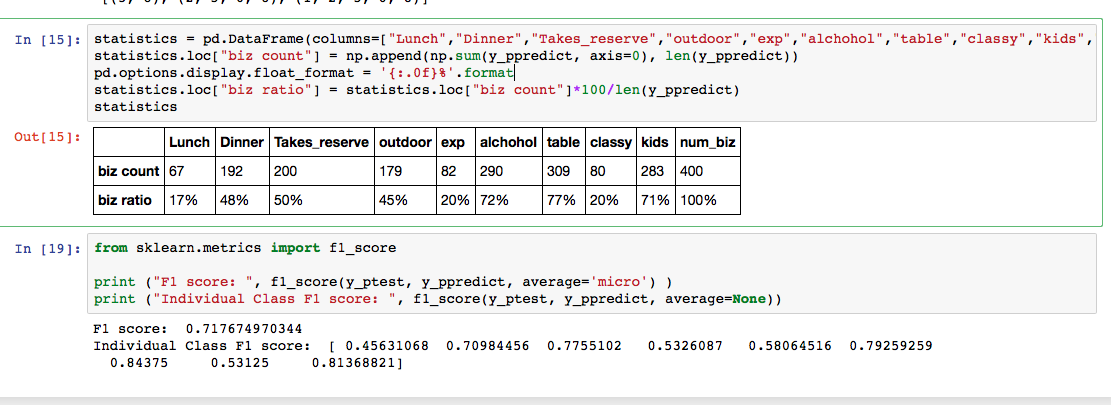 In [15]: statistics = pd.DataFrame(columns=["Lunch","Dinner","Takes_reserve","outdoor","exp","alchohol","table","classy","kids",
statistics.loc["biz count"] = np.append(np.sum(y_ppredict, axis=0), len(y_ppredict))
pd.options.display.float_format = '{:.0f}%'.format
statistics.loc["biz ratio"] = statistics.loc["biz count"]*100/len(y_ppredict)
statistics
Out[15]:
Lunch Dinner Takes_reserve outdoor exp alchohol table classy kids num_biz
biz count 67 192 200 179 82 290 309 80 283 400
biz ratio 17% 48% 50% 45% 20% 72% 77% 20% 71% 100%
In [19]: from sklearn.metrics import f1_score
print ("F1 score: ", f1_score(y_ptest, y_ppredict, average='micro') )
print ("Individual Class F1 score: ", f1_score(y_ptest, y_ppredict, average=None))
F1 score:  0.717674970344
Individual Class F1 score:  [ 0.45631068  0.70984456  0.7755102   0.5326087   0.58064516  0.79259259
0.84375     0.53125     0.81368821]